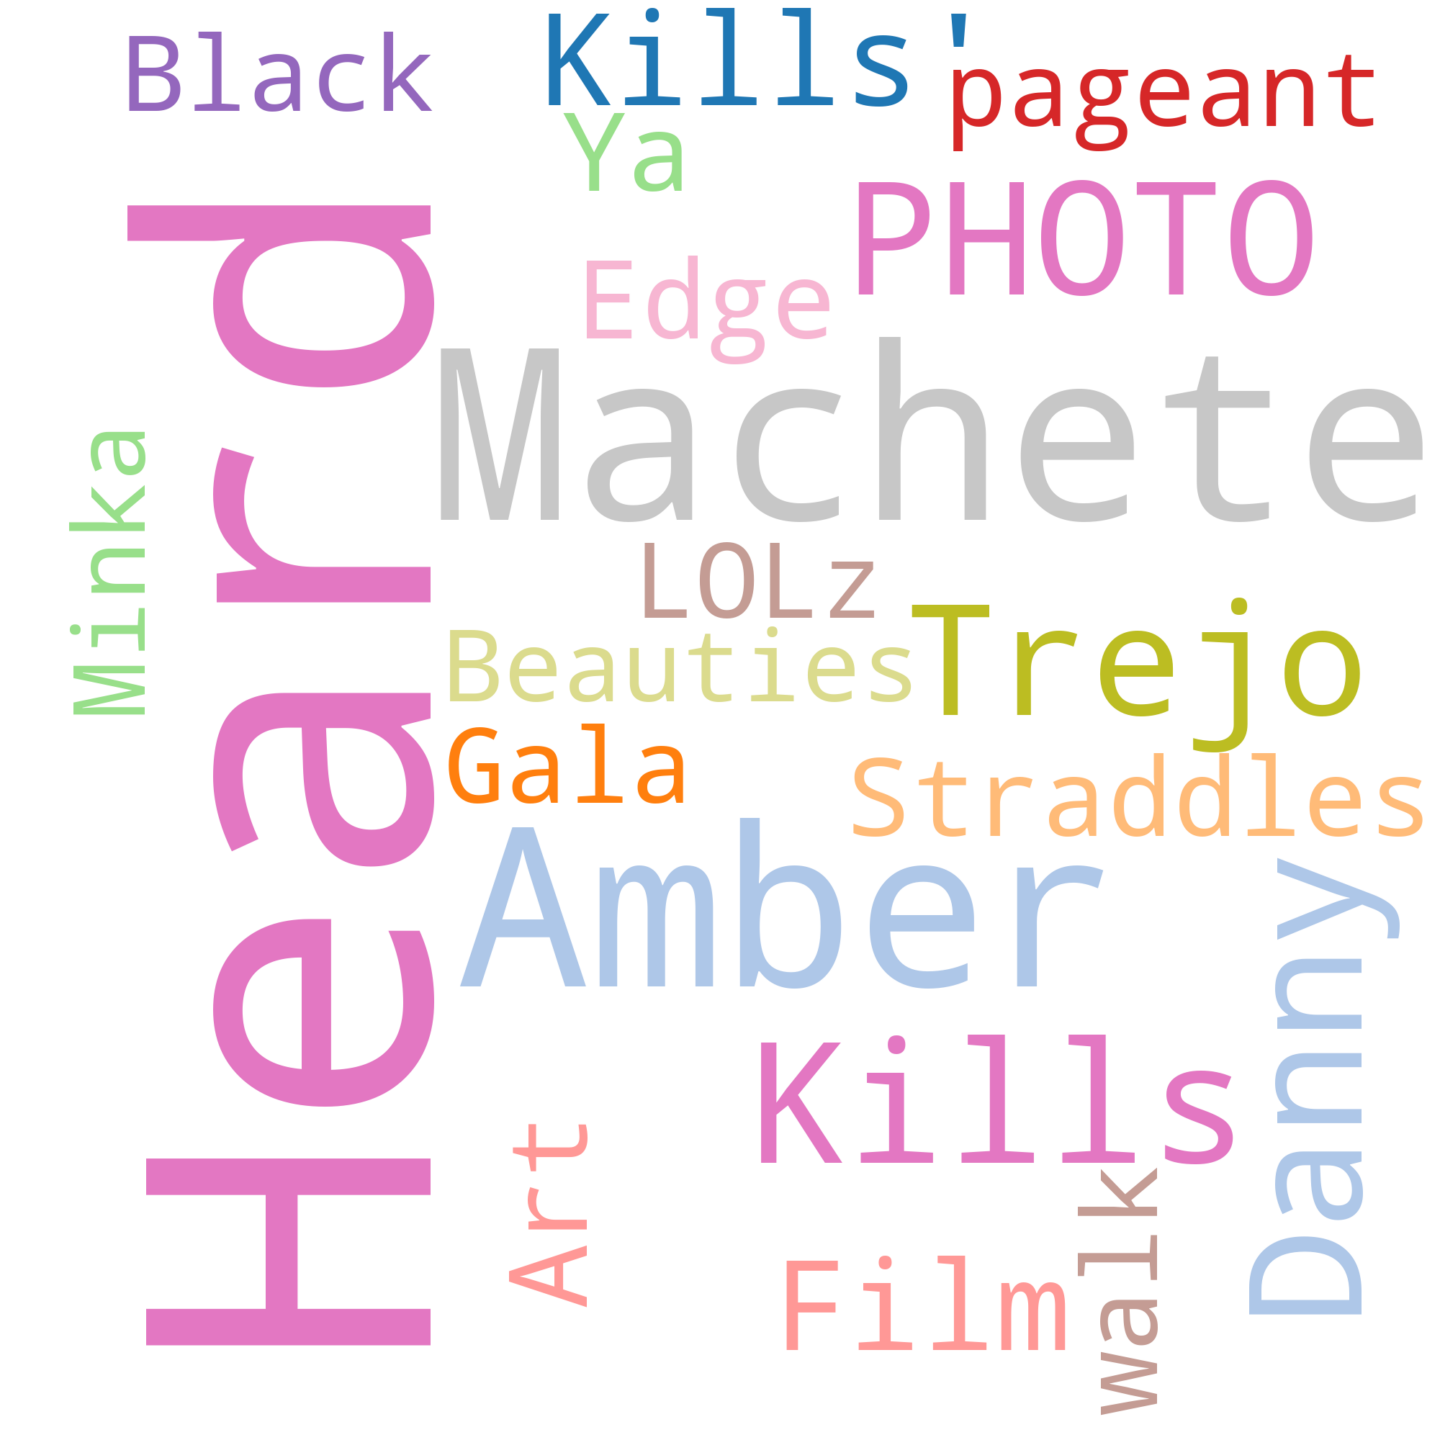 Black
Kills'
pageant
Ya
PHOTO
Edge
Heard
Machete
Minka
LOLz
Trejo
Beauties
Gala
Straddles
Amber
Danny
Kills
Art
walk
Film